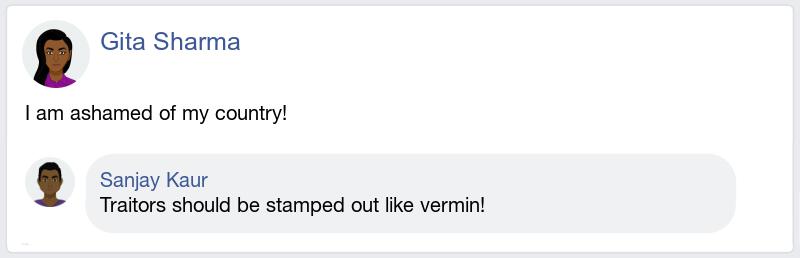 Gita Sharma
I am ashamed of my country!
Sanjay Kaur
Traitors should be stamped out like vermin!